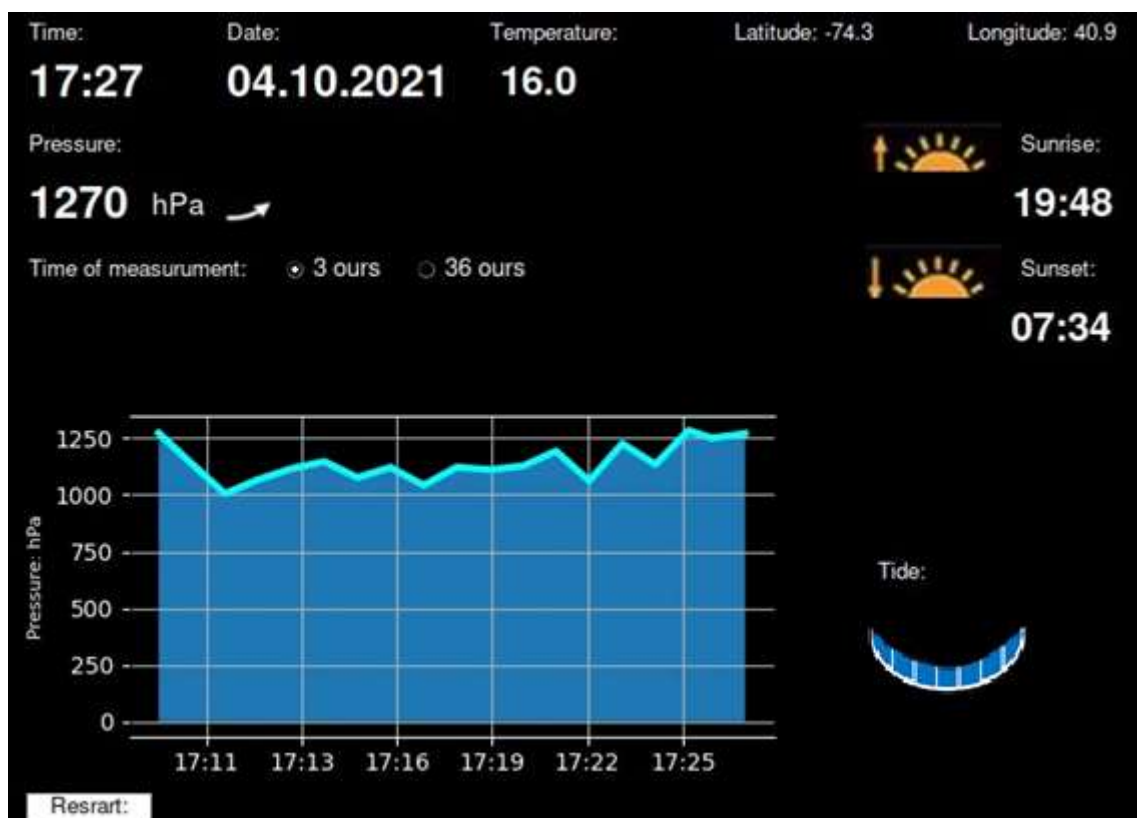 Time: Date: Temperature: Latitude: -74.3 Longitude: 40.9
17:27 04.10.2021 16.0
Pressure: Sunrise:
1270 hPa 19:48
Time of measurument: 3 ours 36 ours Sunset:
07:34
1250
1000
750
500
250
0
Pressure: hPa
17:11 17:13 17:16 17:19 17:22 17:25
Tide:
Resrart: